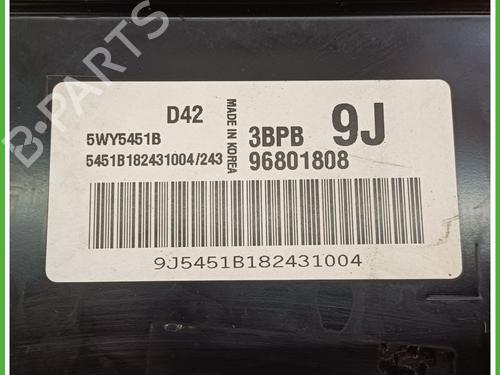 B-PARTS
D42
5WY5451B
5451B182431004/243
MADE IN KOREA
3BPB 9J
96801808
9J5451B182431004